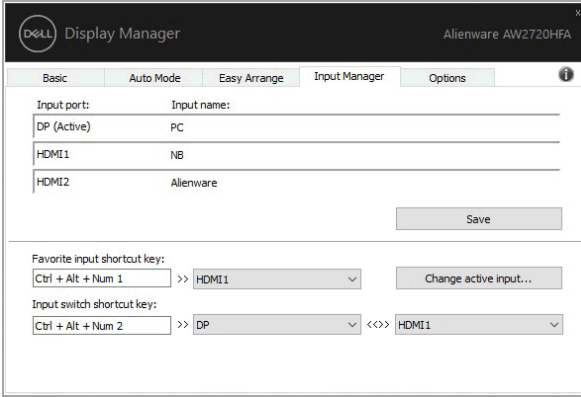 x
DELL Display Manager Alienware AW2720HFA
Basic Auto Mode Easy Arrange Input Manager Options i
Input port: Input name:
DP (Active) PC
HDMI1 NB
HDMI2 Alienware
Save
Favorite input shortcut key:
Ctrl + Alt + Num 1 >> HDMI1 Change active input...
Input switch shortcut key:
Ctrl + Alt + Num 2 >> DP <<>> HDMI1